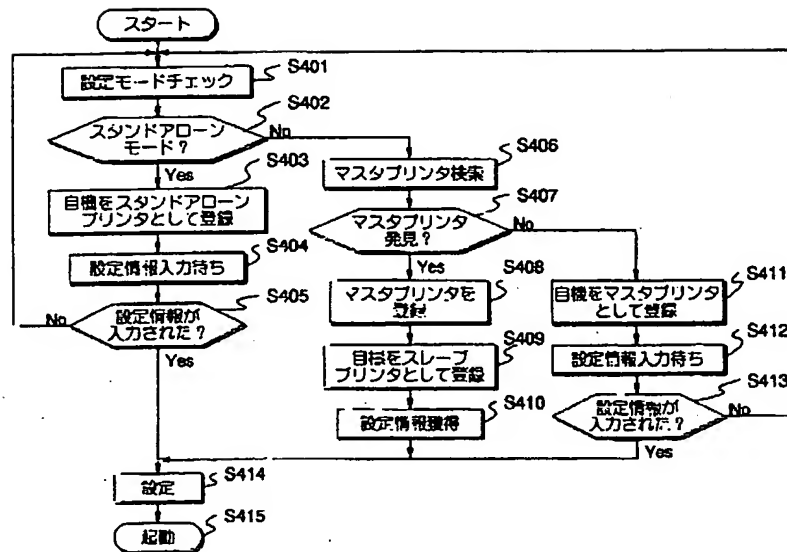 スタート
設定モードチェック
S401
S402
スタンドアローン
モード？
No
Yes
S403
自機をスタンドアローン
プリンタとして登録
S404
設定情報入力待ち
S405
設定情報が
入力された？
No
Yes
S406
マスタプリンタ検索
S407
マスタプリンタ
発見？
No
Yes
S408
マスタプリンタを
登録
S409
自機をスレーブ
プリンタとして登録
S410
設定情報獲得
S411
自機をマスタプリンタ
として登録
S412
設定情報入力待ち
S413
設定情報が
入力された？
No
Yes
設定
S414
起動
S415